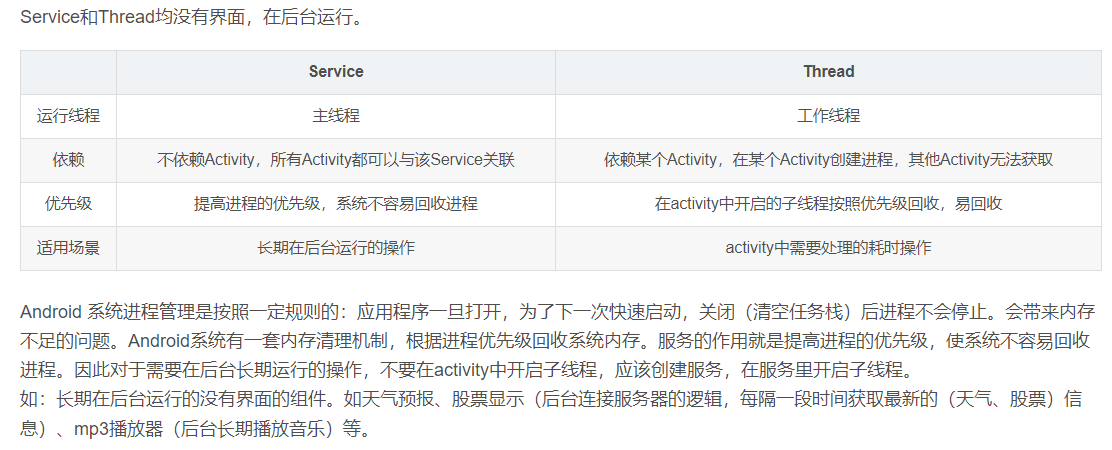 Service和Thread均没有界面，在后台运行。
Service Thread
运行线程 主线程 工作线程
依赖 不依赖Activity，所有Activity都可以与该Service关联 依赖某个Activity，在某个Activity创建进程，其他Activity无法获取
优先级 提高进程的优先级，系统不容易回收进程 在activity中开启的子线程按照优先级回收，易回收
适用场景 长期在后台运行的操作 activity中需要处理的耗时操作
Android 系统进程管理是按照一定规则的：应用程序一旦打开，为了下一次快速启动，关闭（清空任务栈）后进程不会停止。会带来内存
不足的问题。Android系统有一套内存清理机制，根据进程优先级回收系统内存。服务的作用就是提高进程的优先级，使系统不容易回收
进程。因此对于需要在后台长期运行的操作，不要在activity中开启子线程，应该创建服务，在服务里开启子线程。
如：长期在后台运行的没有界面的组件。如天气预报、股票显示（后台连接服务器的逻辑，每隔一段时间获取最新的（天气、股票）信
息）、mp3播放器（后台长期播放音乐）等。